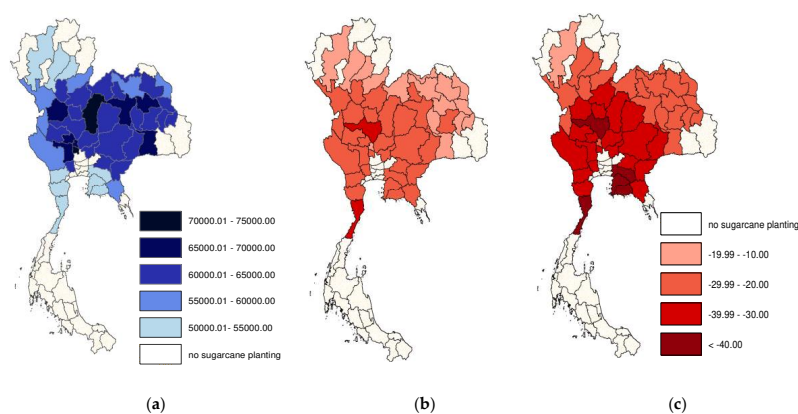 70000.01 - 75000.00
65000.01 - 70000.00
60000.01 - 65000.00
55000.01 - 60000.00
50000.01 - 55000.00
no sugarcane planting
no sugarcane planting
-19.99 - -10.00
-29.99 - -20.00
-39.99 - -30.00
< -40.00
(a)
(b)
(c)